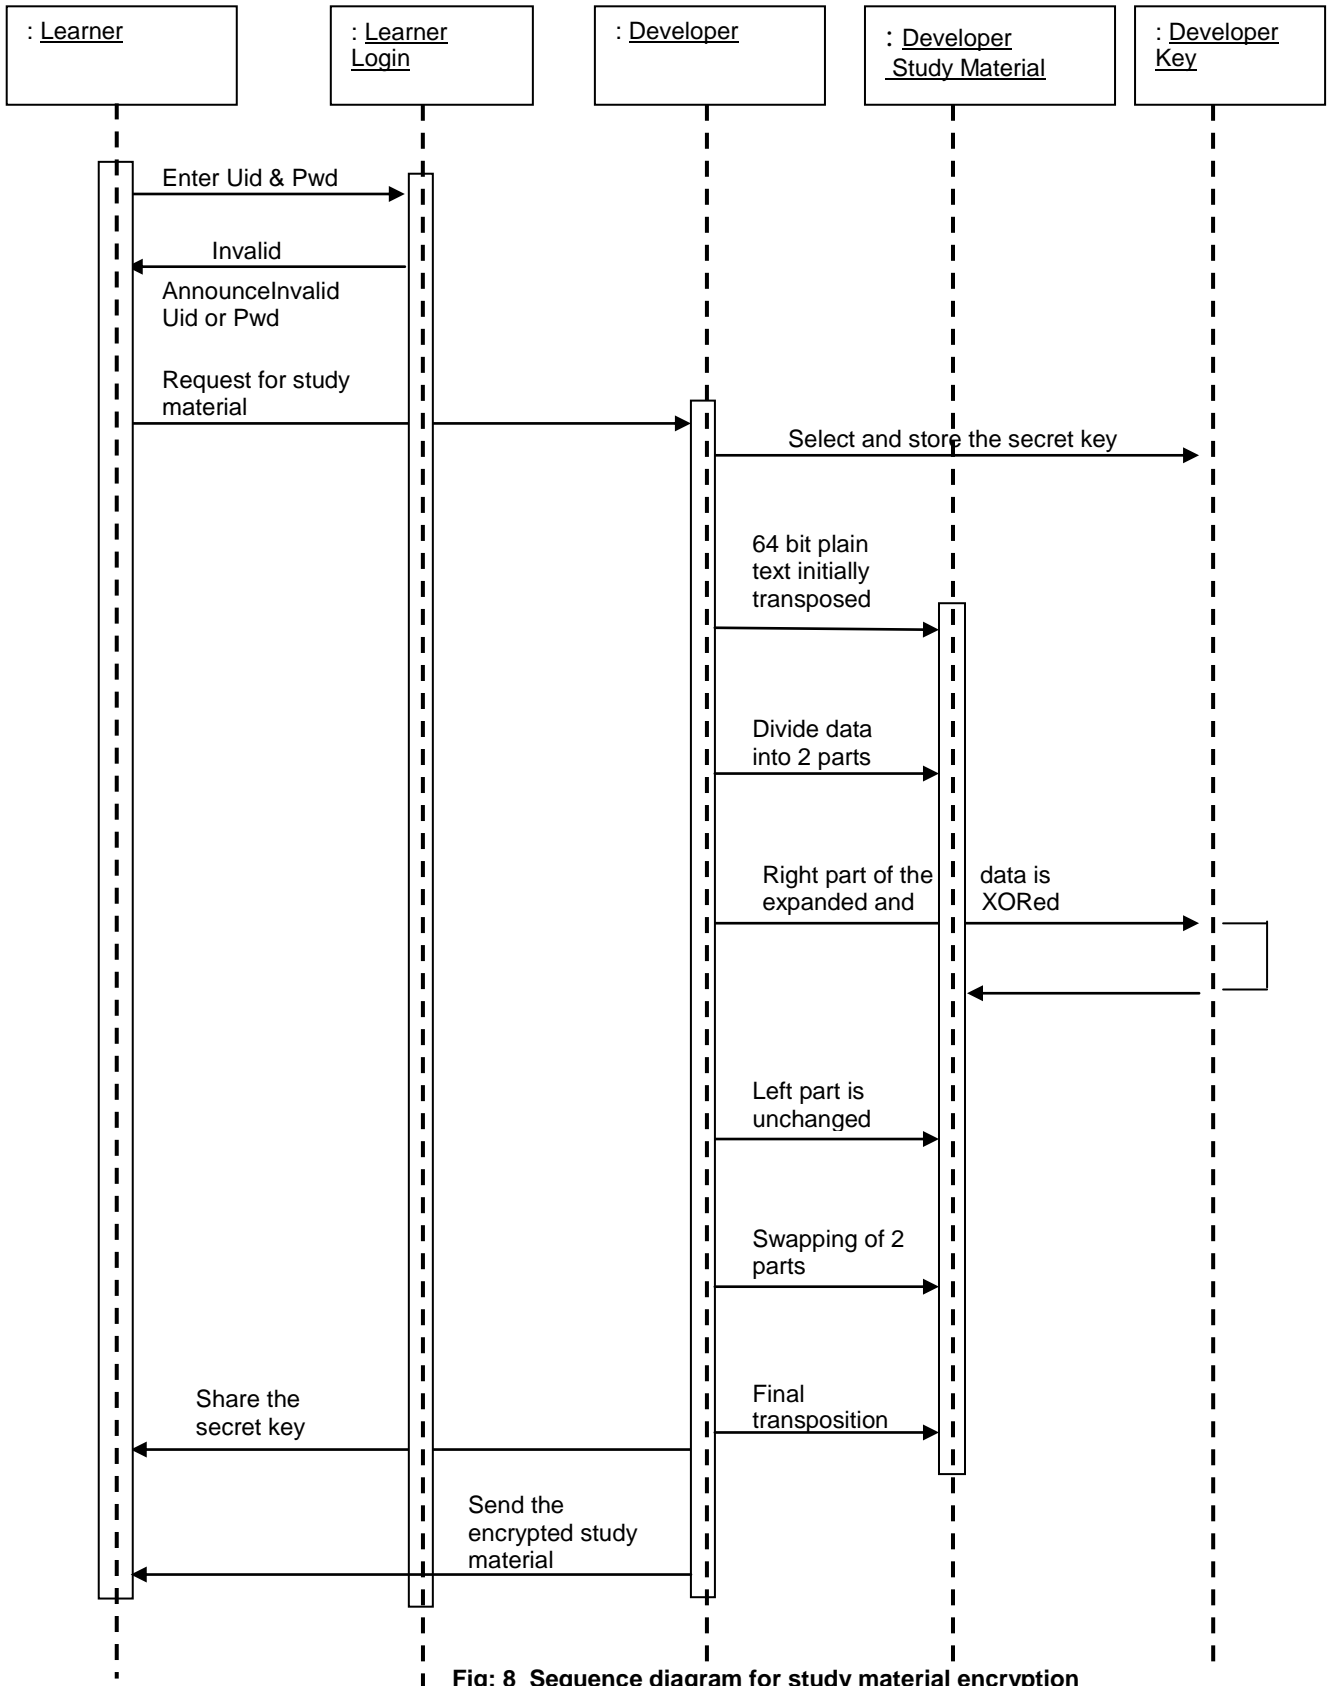 : Learner
: Learner
Login
: Developer
: Developer
Study Material
: Developer
Key
Enter Uid & Pwd
Invalid
AnnounceInvalid
Uid or Pwd
Request for study
material
Select and store the secret key
64 bit plain
text initially
transposed
Divide data
into 2 parts
Right part of the data is
expanded and XORed
Left part is
unchanged
Swapping of 2
parts
Final
transposition
Share the
secret key
Send the
encrypted study
material
Fig: 8 Sequence diagram for study material encryption